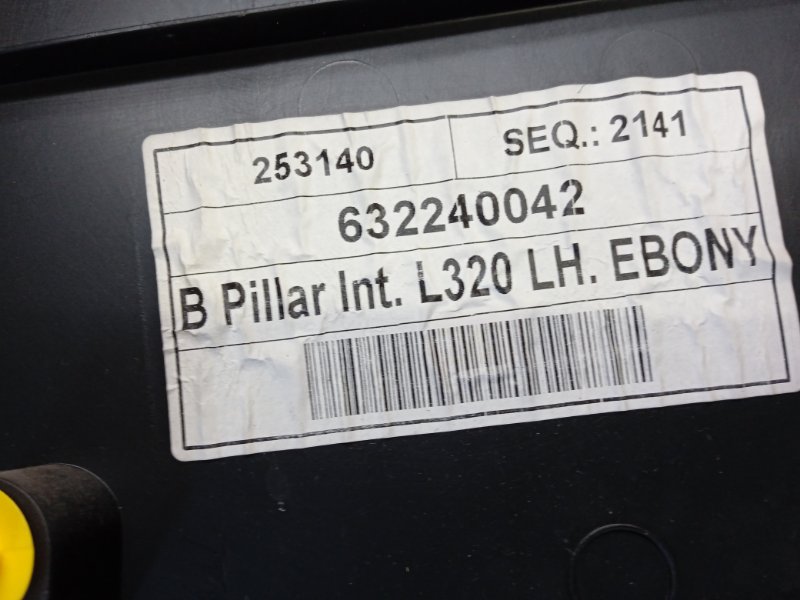 253140 SEQ.: 2141
632240042
B Pillar Int. L320 LH. EBONY